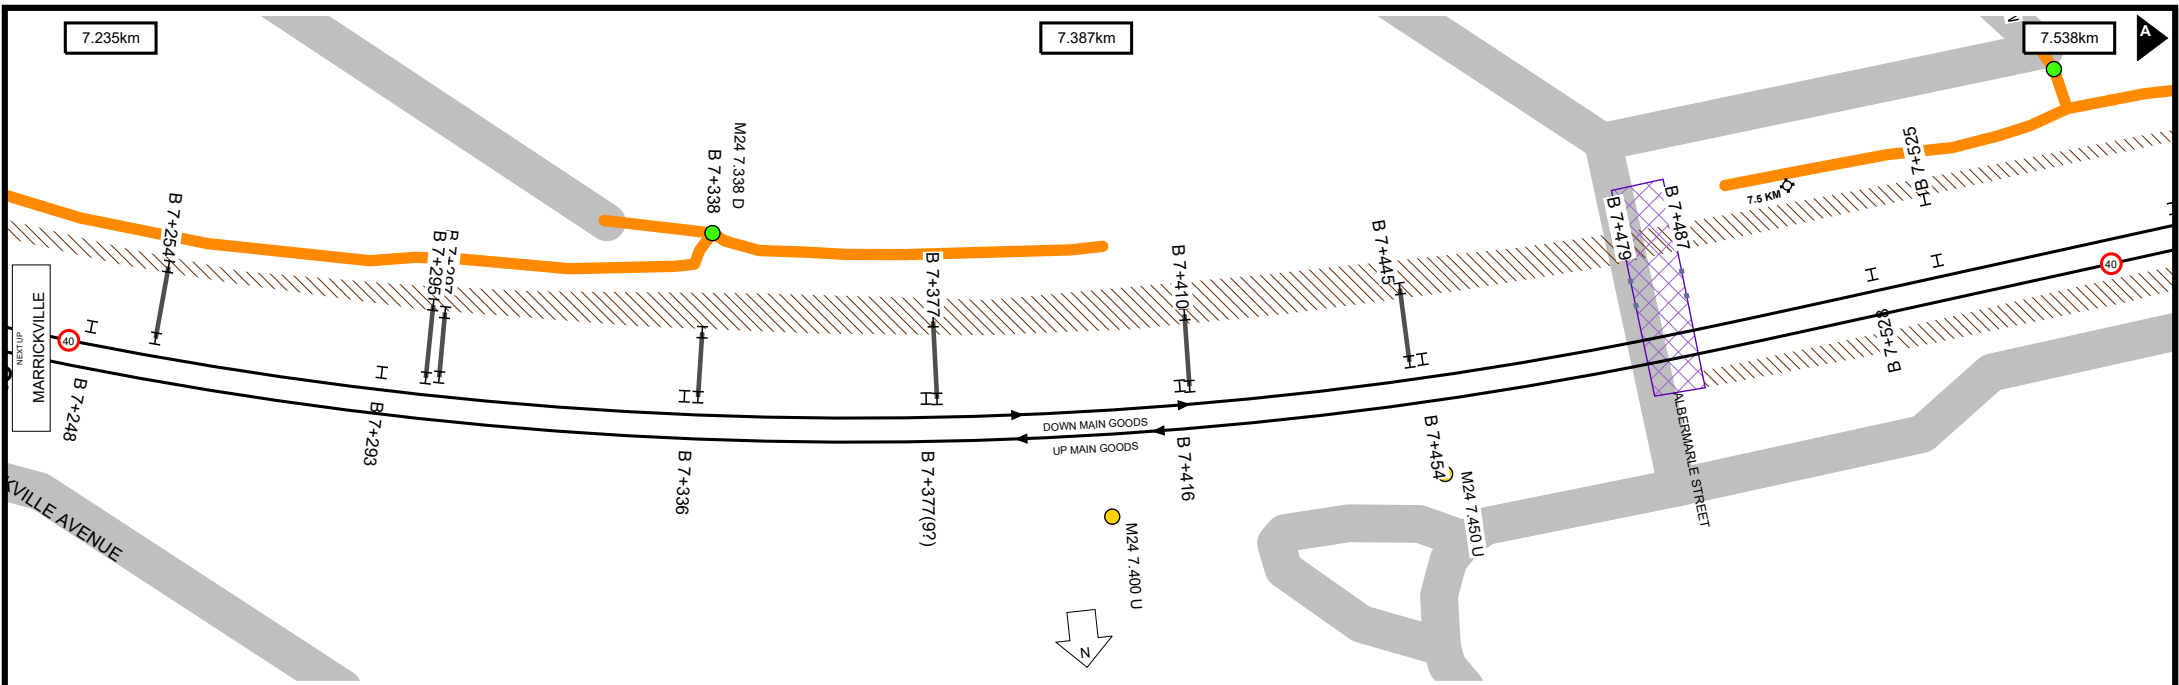 7.235km
7.387km
7.538km
A
B 7+254
B 7+295
B 7+338
M24 7.338 D
B 7+377
B 7+410
B 7+445
B 7+479
B 7+487
7.5 KM
B 7+525
40
40
NEXT UP
MARRICKVILLE
B 7+248
B 7+293
B 7+336
B 7+377(9?)
DOWN MAIN GOODS
UP MAIN GOODS
B 7+416
B 7+454
M24 7.450 U
M24 7.400 U
B 7+528
ALBERMARLE STREET
KVILLE AVENUE
N